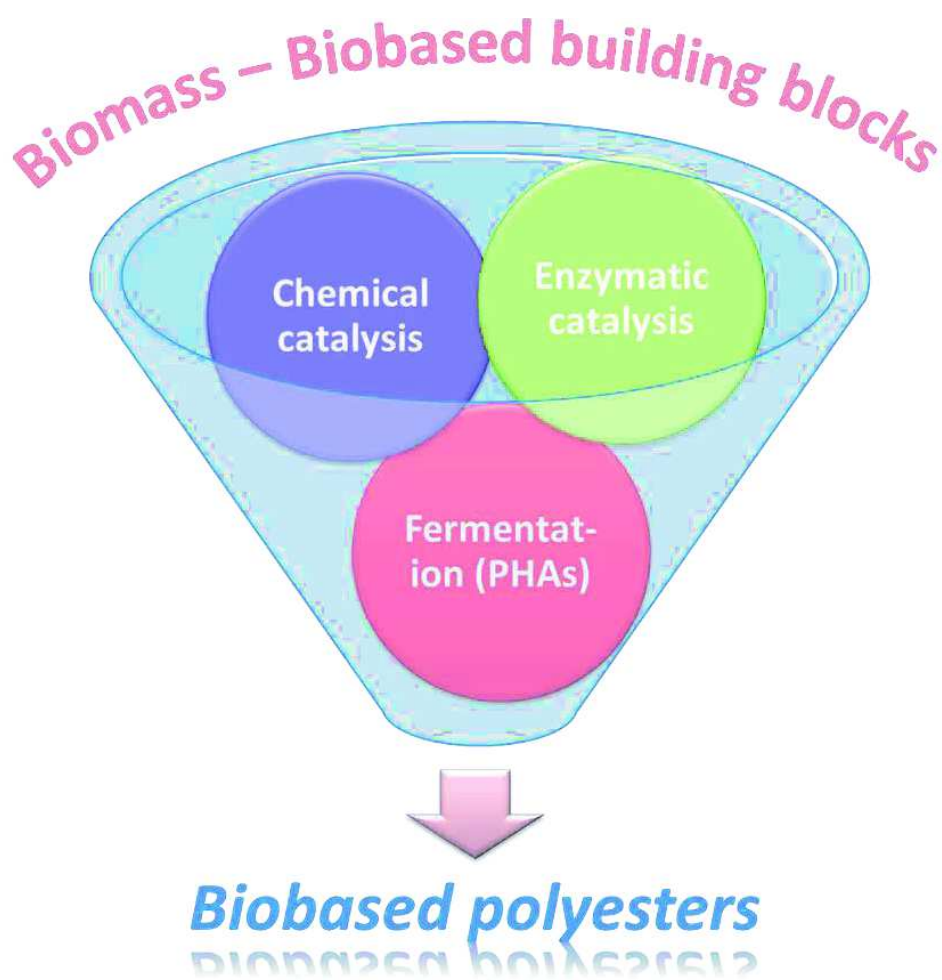 Biomass – Biobased building blocks
Chemical
catalysis
Enzymatic
catalysis
Fermentat-
ion (PHAs)
Biobased polyesters